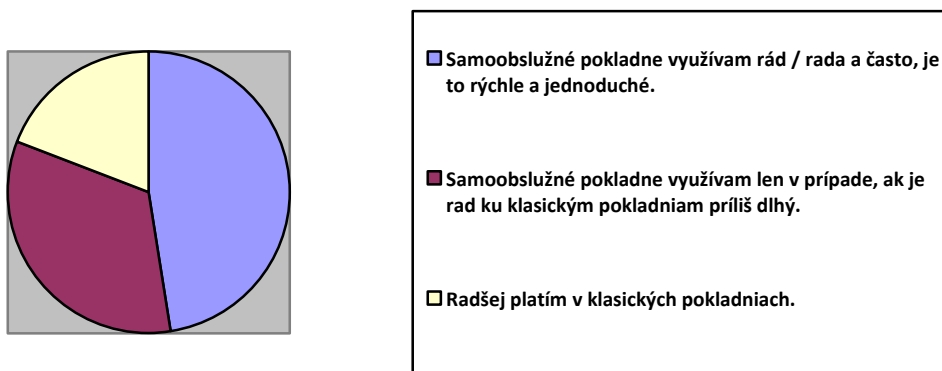 Samoobslužné pokladne využívam rád / rada a často, je
to rýchle a jednoduché.
Samoobslužné pokladne využívam len v prípade, ak je
rad ku klasickým pokladniam príliš dlhý.
Radšej platím v klasických pokladniach.